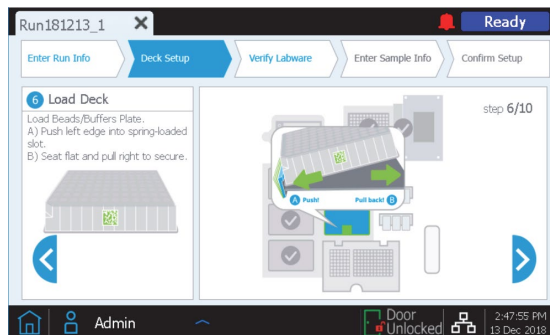 Run181213_1
Ready
Enter Run Info
Deck Setup
Verify Labware
Enter Sample Info
Confirm Setup
6 Load Deck
Load Beads/Buffers Plate.
A) Push left edge into spring-loaded
slot.
B) Seat flat and pull right to secure.
step 6/10
A Push!
Pull back! B
Admin
Door
Unlocked
2:47:55 PM
13 Dec 2018